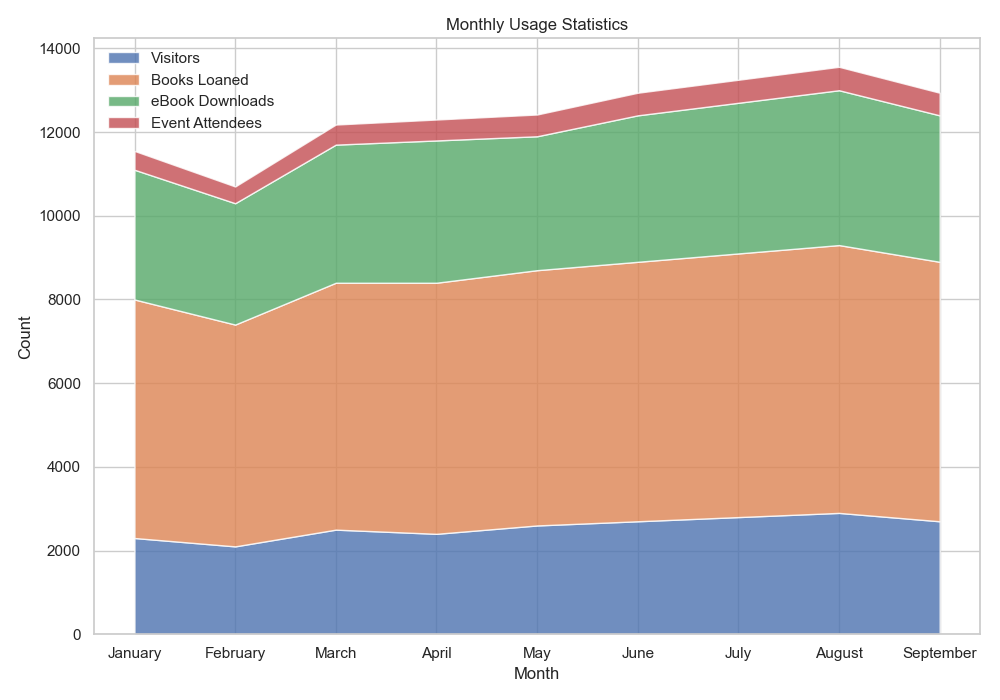 Monthly Usage Statistics
14000
12000
10000
8000
6000
4000
2000
0
Count
Visitors
Books Loaned
eBook Downloads
Event Attendees
January February March April May June July August September
Month